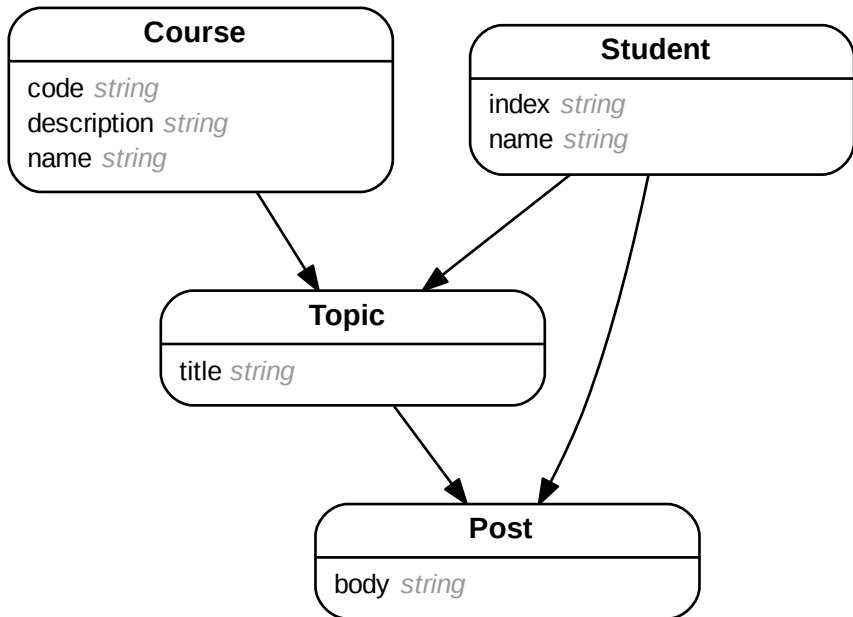 Course
code string
description string
name string
Student
index string
name string
Topic
title string
Post
body string